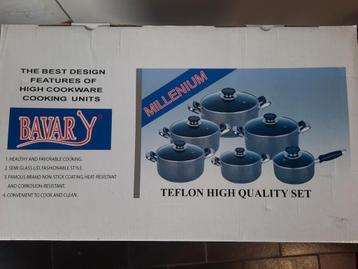 THE BEST DESIGN
FEATURES OF
HIGH COOKWARE
COOKING UNITS
BAVARY
1. HEALTHY AND FAVORABLE COOKING.
2. SEMI GLASS LID, FASHIONABLE STYLE.
3. FAMOUS-BRAND NON-STICK COATING, HEAT-RESISTANT
AND CORROSION-RESISTANT.
4. CONVENIENT TO COOK AND CLEAN.
MILLENIUM
TEFLON HIGH QUALITY SET